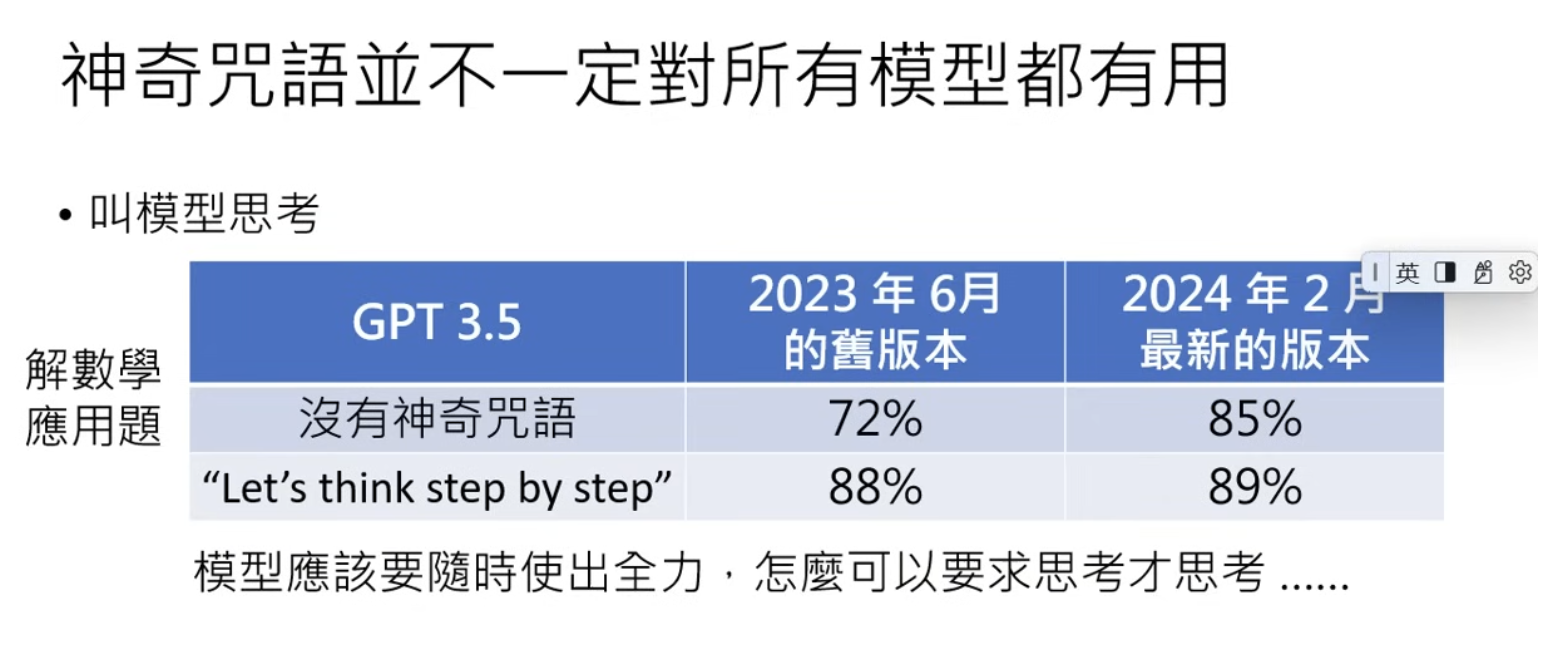 神奇咒語並不一定對所有模型都有用
• 叫模型思考
解數學
應用題
GPT 3.5
2023 年 6月
的舊版本
2024 年 2 月
最新的版本
英
沒有神奇咒語
72%
85%
“Let’s think step by step”
88%
89%
模型應該要隨時使出全力，怎麼可以要求思考才思考 ......